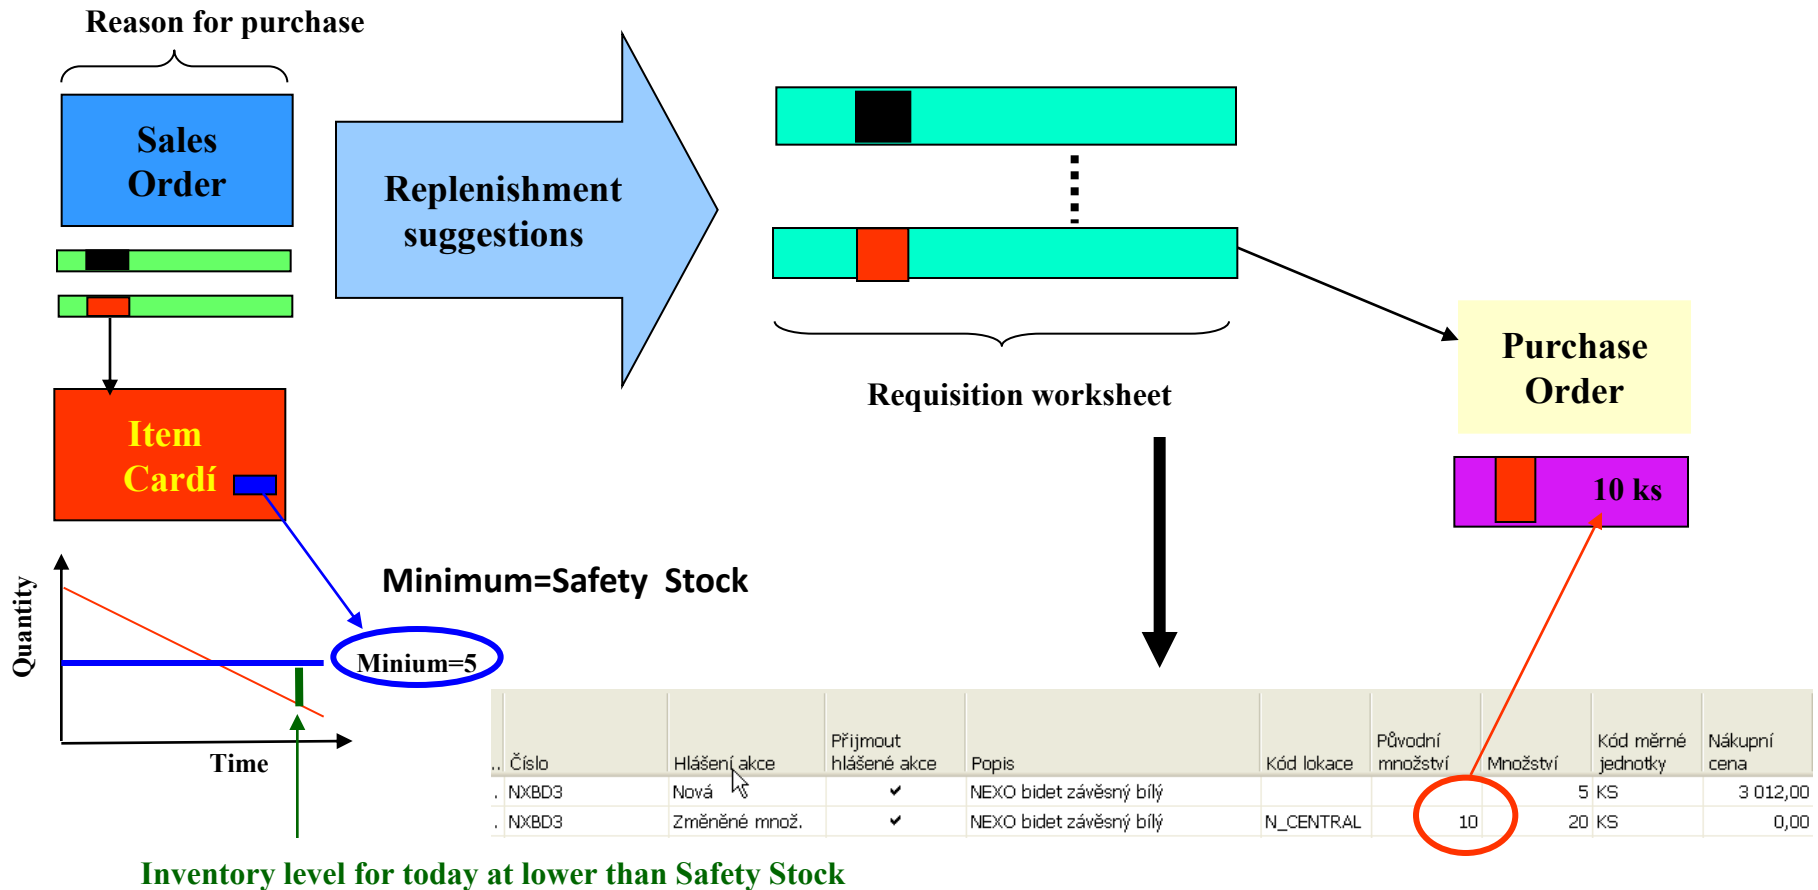 Reason for purchase
Sales
Order
Replenishment
suggestions
Requisition worksheet
Purchase
Order
10 ks
Item
Cardí
Minimum=Safety Stock
Minium=5
Quantity
Time
.. Číslo Hlášení akce Přijmout hlášené akce Popis Kód lokace Původní množství Množství Kód měrné jednotky Nákupní cena
. NXBD3 Nová ✔ NEXO bidet závěsný bílý 5 KS 3 012,00
. NXBD3 Změněné množ. ✔ NEXO bidet závěsný bílý N_CENTRAL 10 20 KS 0,00
Inventory level for today at lower than Safety Stock